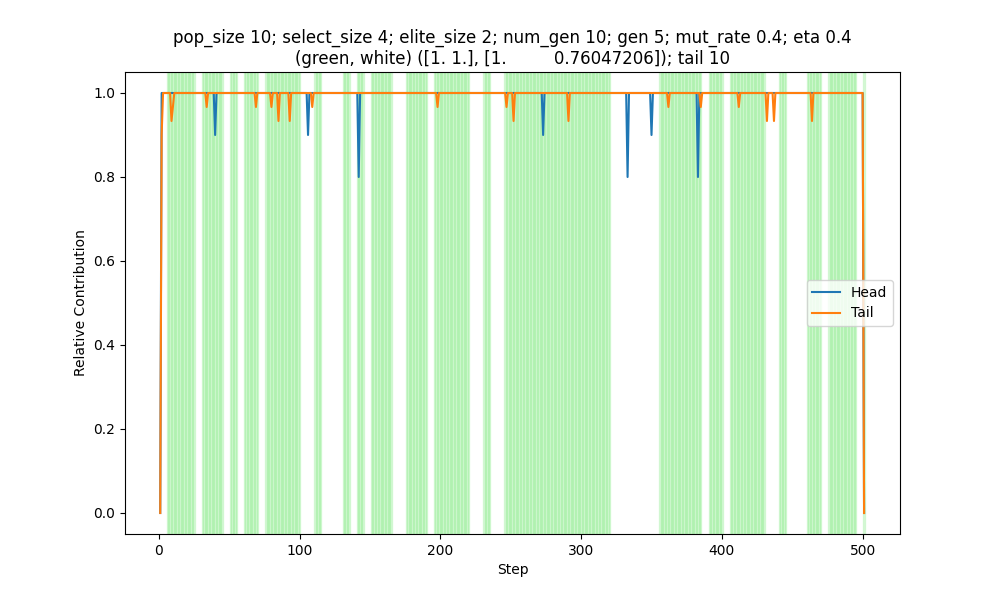 pop_size 10; select_size 4; elite_size 2; num_gen 10; gen 5; mut_rate 0.4; eta 0.4
(green, white) ([1. 1.], [1.         0.76047206]); tail 10
1.0
0.8
0.6
0.4
0.2
0.0
Relative Contribution
Head
Tail
0
100
200
300
400
500
Step